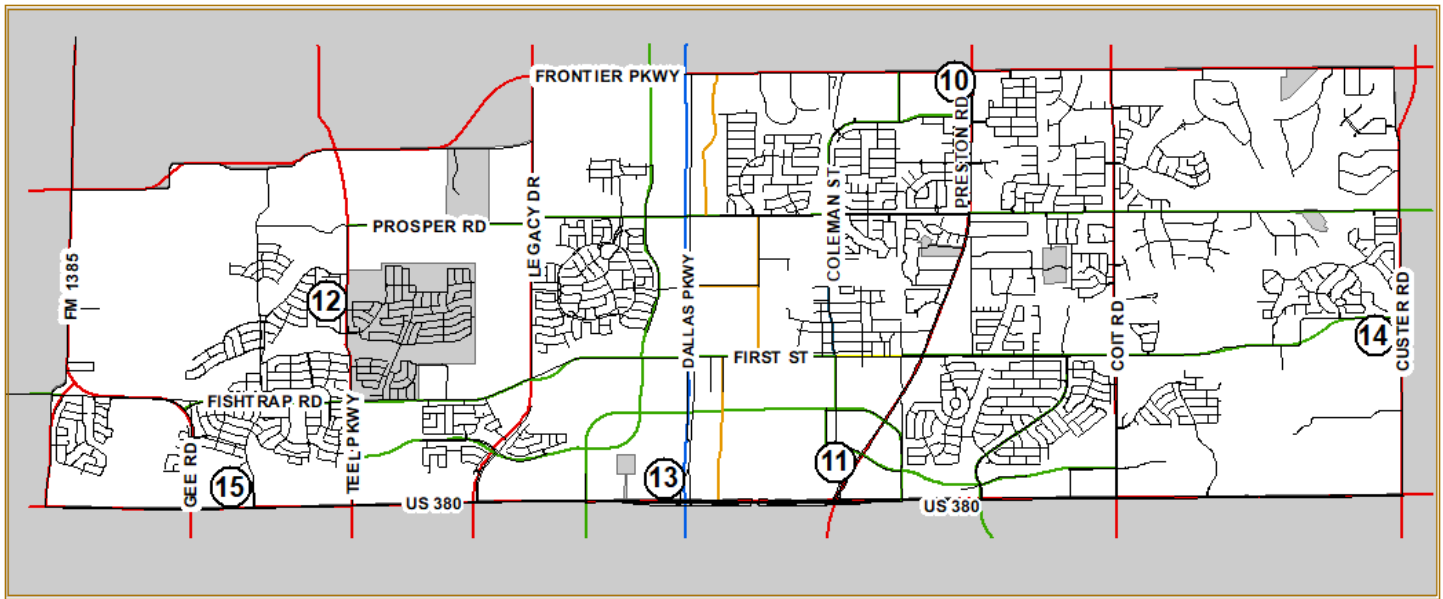 FRONTIER PKWY
10
PRESTON RD
COLEMAN ST
LEGACY DR
PROSPER RD
FM 1385
12
DALLAS PKWY
COIT RD
CUSTER RD
14
FIRST ST
FISHTRAP RD
TEEL PKWY
GEE RD
15
13
11
US 380
US 380